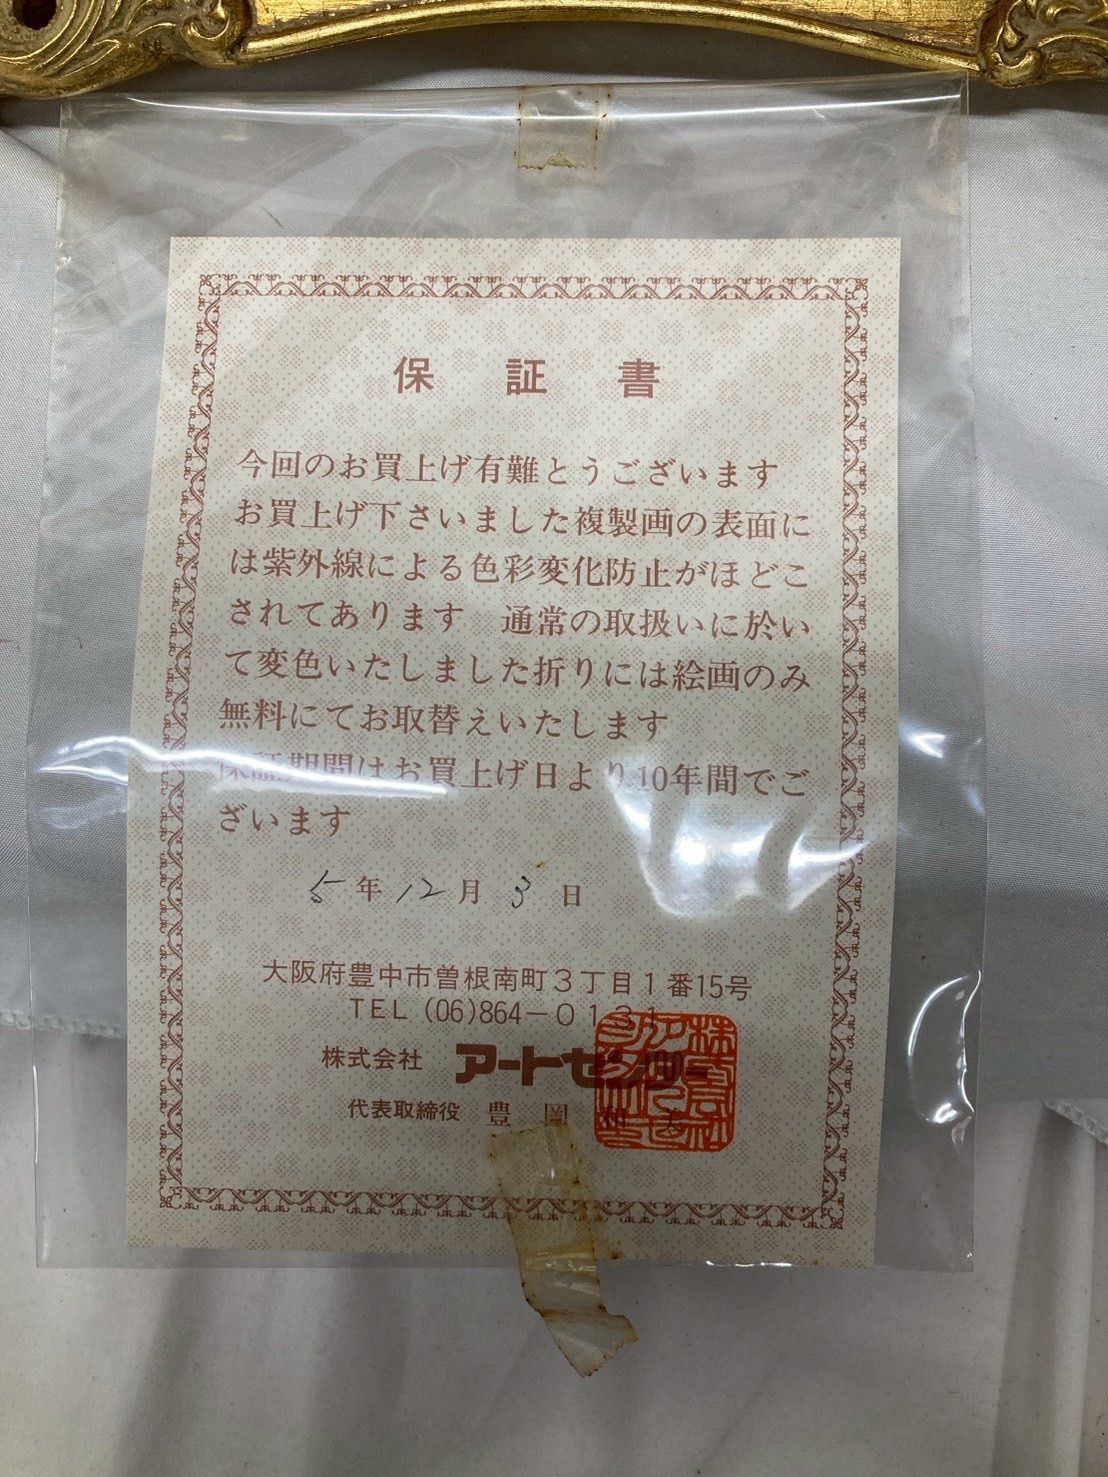 保証書
今回のお買上げ有難とうございます
お買上げ下さいました複製画の表面に
は紫外線による色彩変化防止がほどこ
されてあります 通常の取扱いに於い
て変色いたしました折りには絵画のみ
無料にてお取替えいたします
保証期間はお買上げ日より10年間でご
ざいます
5年12月3日
大阪府豊中市曽根南町3丁目1番15号
TEL (06)864-0131
株式会社 アートセンター
代表取締役 豊岡